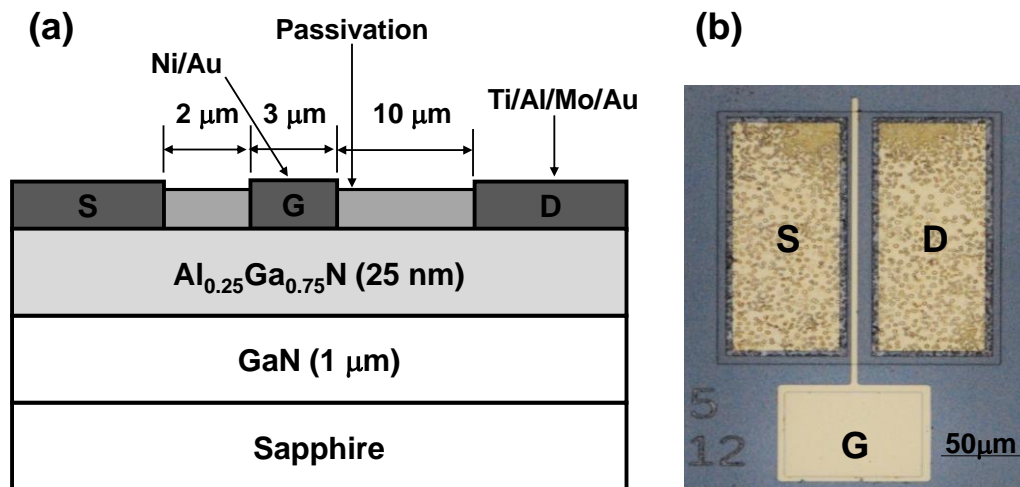 (a)
Passivation
Ni/Au
Ti/Al/Mo/Au
2 μm
3 μm
10 μm
S
G
D
Al0.25Ga0.75N (25 nm)
GaN (1 μm)
Sapphire
(b)
S
D
5
12
G
50μm